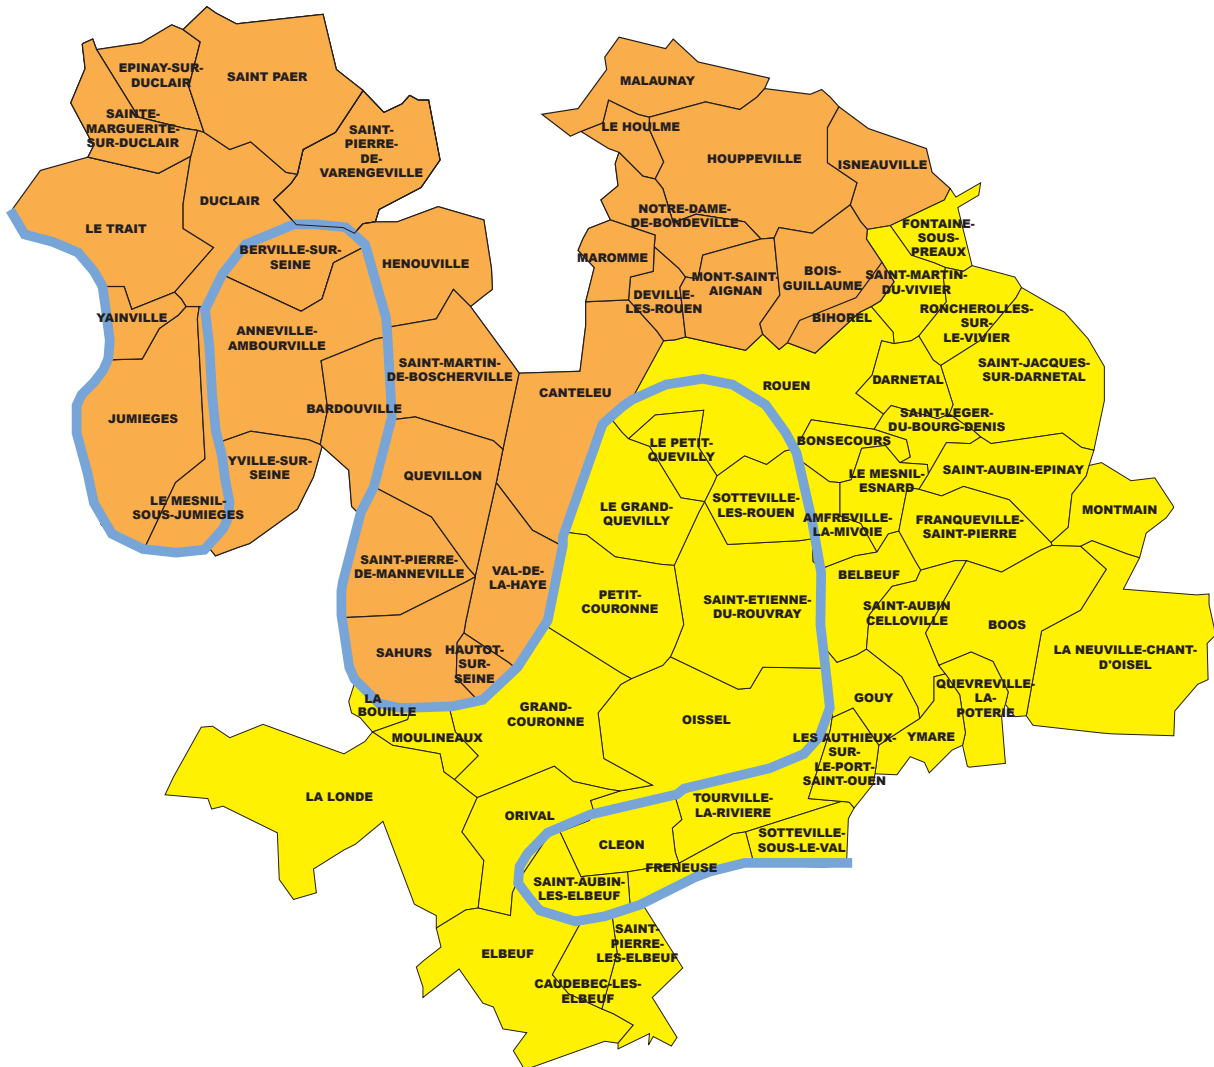 EPINAY-SUR-
DUCLAIR
SAINT PAER
SAINTE-
MARGUERITE-
SUR-DUCLAIR
SAINT-
PIERRE-
DE-
VARENGEVILLE
DUCLAIR
LE TRAIT
BERVILLE-SUR-
SEINE
HENOUVILLE
YAINVILLE
ANNEVILLE-
AMBOURVILLE
SAINT-MARTIN-
DE-BOSCHERVILLE
JUMIEGES
BARDOUVILLE
YVILLE-SUR-
SEINE
QUEVILLON
LE MESNIL-
SOUS-JUMIEGES
SAINT-PIERRE-
DE-MANNEVILLE
VAL-DE-
LA-HAYE
SAHURS
HAUTOT-
SUR-
SEINE
CANTELEU
MALAUNAY
LE HOULME
HOUPPEVILLE
ISNEAUVILLE
NOTRE-DAME-
DE-BONDEVILLE
MAROMME
DEVILLE-
LES-ROUEN
MONT-SAINT-
AIGNAN
BOIS-
GUILLAUME
BIHOREL
FONTAINE-
SOUS-
PREAUX
SAINT-MARTIN-
DU-VIVIER
RONCHEROLLES-
SUR-
LE-VIVIER
ROUEN
DARNETAL
SAINT-JACQUES-
SUR-DARNETAL
SAINT-LEGER-
DU-BOURG-DENIS
BONSECOURS
LE PETIT-
QUEVILLY
LE MESNIL-
ESNARD
SAINT-AUBIN-EPINAY
LE GRAND-
QUEVILLY
SOTTEVILLE-
LES-ROUEN
AMFREVILLE-
LA-MIVOIE
FRANQUEVILLE-
SAINT-PIERRE
MONTMAIN
BELBEUF
PETIT-
COURONNE
SAINT-ETIENNE-
DU-ROUVRAY
SAINT-AUBIN
CELLOVILLE
BOOS
LA NEUVILLE-CHANT-
D'OISEL
GOUY
QUEVREVILLE-
LA-
POTERIE
LA
BOUILLE
MOULINEAUX
GRAND-
COURONNE
OISSEL
LES AUTHIEUX-
SUR-
LE-PORT-
SAINT-OUEN
YMARE
LA LONDE
ORIVAL
TOURVILLE-
LA-RIVIERE
CLEON
SOTTEVILLE-
SOUS-LE-VAL
FRENEUSE
SAINT-AUBIN-
LES-ELBEUF
ELBEUF
SAINT-
PIERRE-
LES-ELBEUF
CAUDEBEC-LES-
ELBEUF